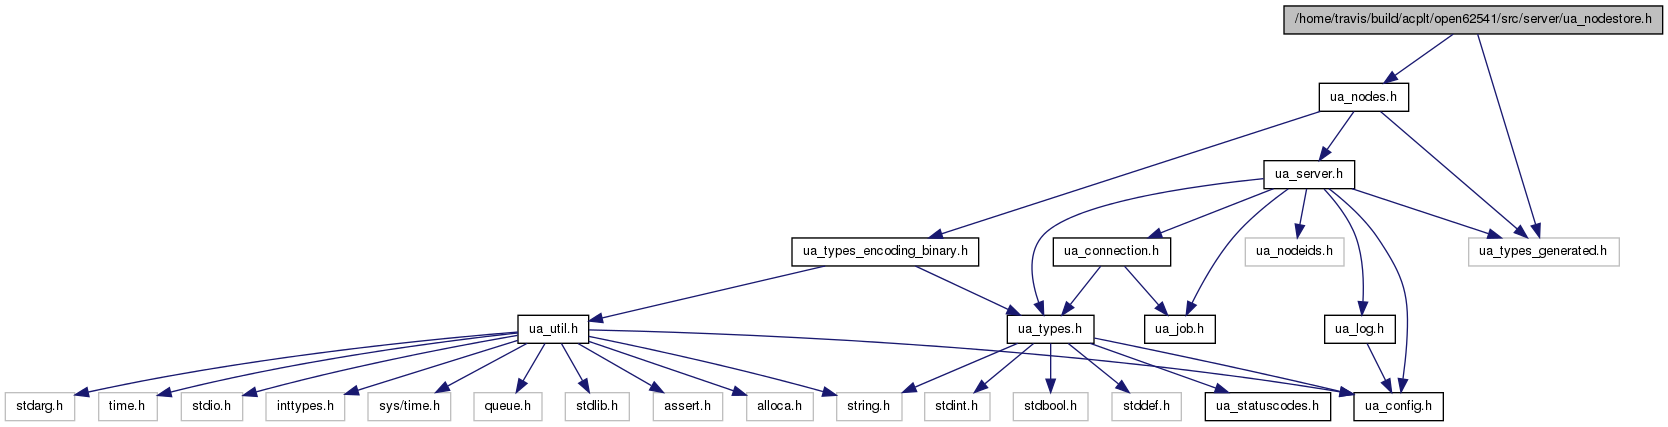 /home/travis/build/acplt/open62541/src/server/ua_nodestore.h
ua_nodes.h
ua_server.h
ua_types_encoding_binary.h
ua_connection.h
ua_nodeids.h
ua_types_generated.h
ua_util.h
ua_types.h
ua_job.h
ua_log.h
stdarg.h
time.h
stdio.h
inttypes.h
sys/time.h
queue.h
stdlib.h
assert.h
alloca.h
string.h
stdint.h
stdbool.h
stddef.h
ua_statuscodes.h
ua_config.h